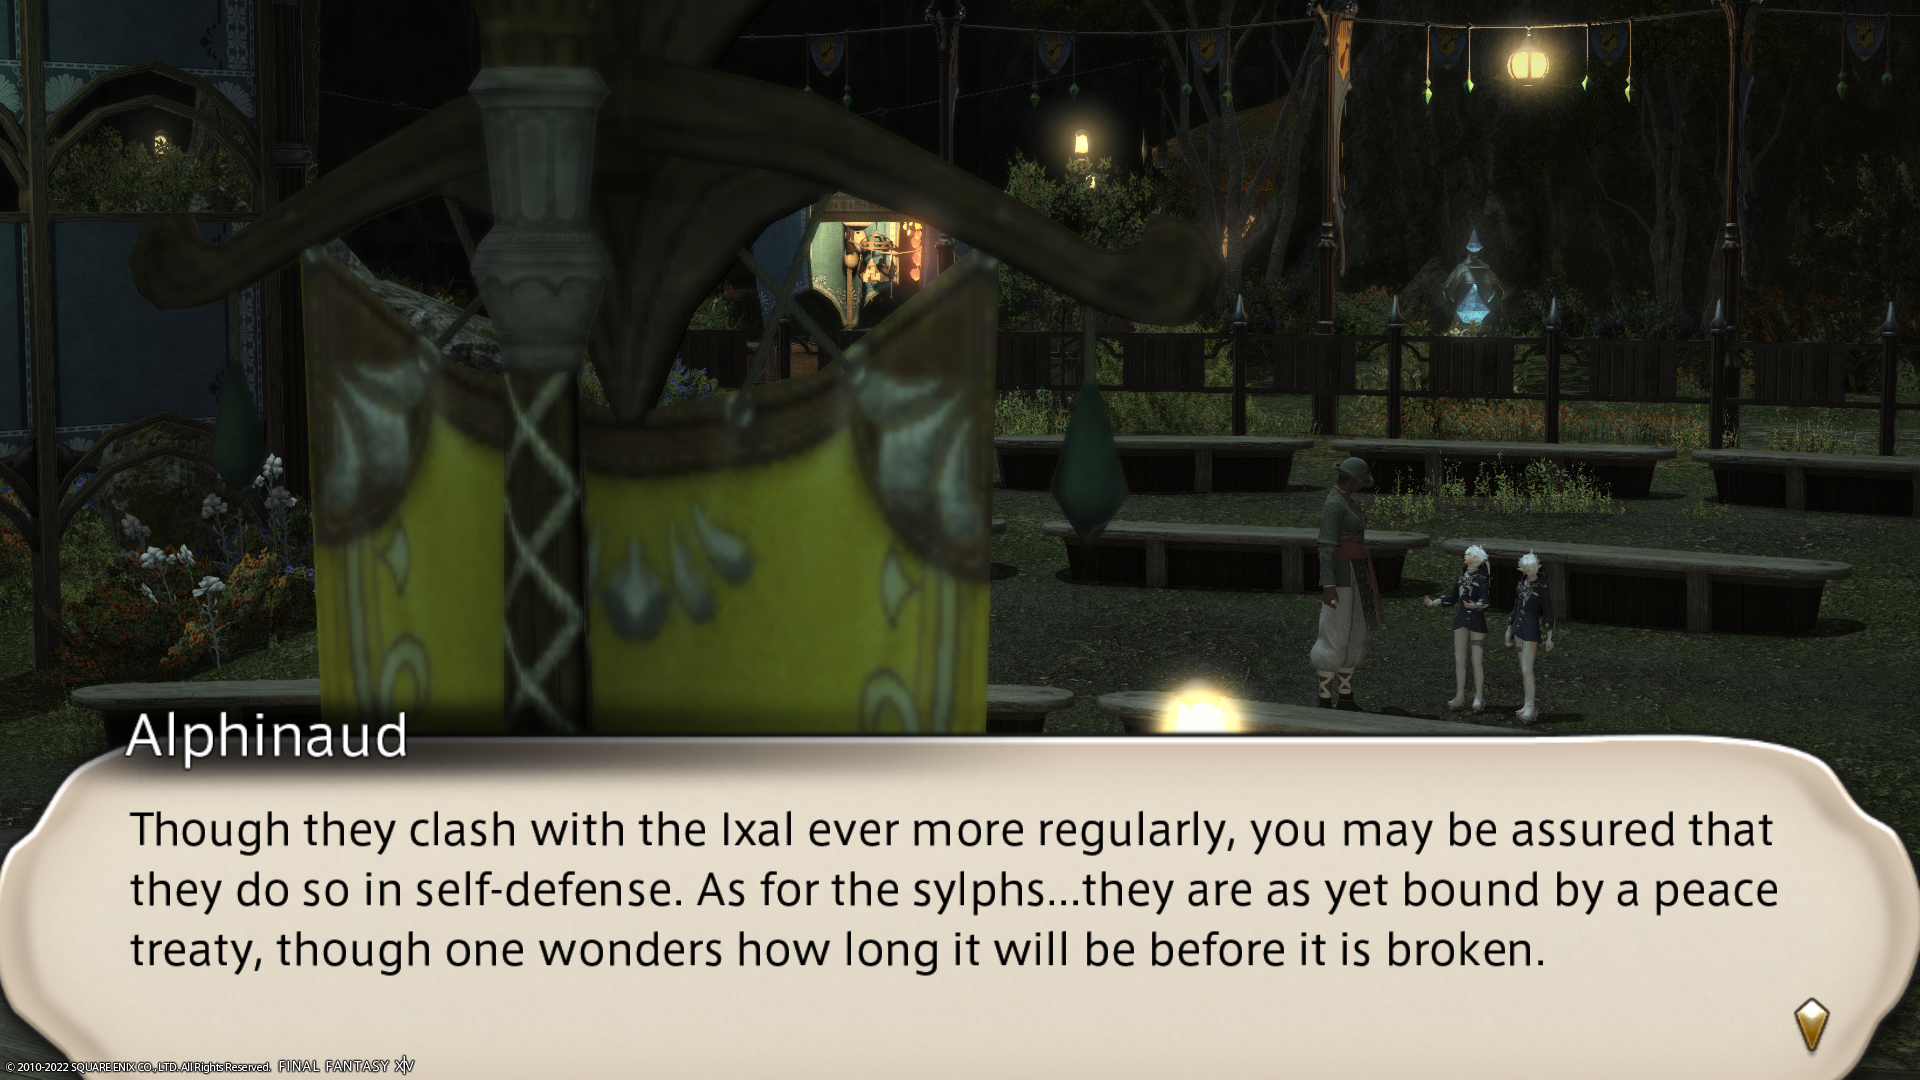 Alphinaud
Though they clash with the Ixal ever more regularly, you may be assured that
they do so in self-defense. As for the sylphs...they are as yet bound by a peace
treaty, though one wonders how long it will be before it is broken.
© 2010-2022 SQUARE ENIX CO., LTD. All Rights Reserved. FINAL FANTASY XIV